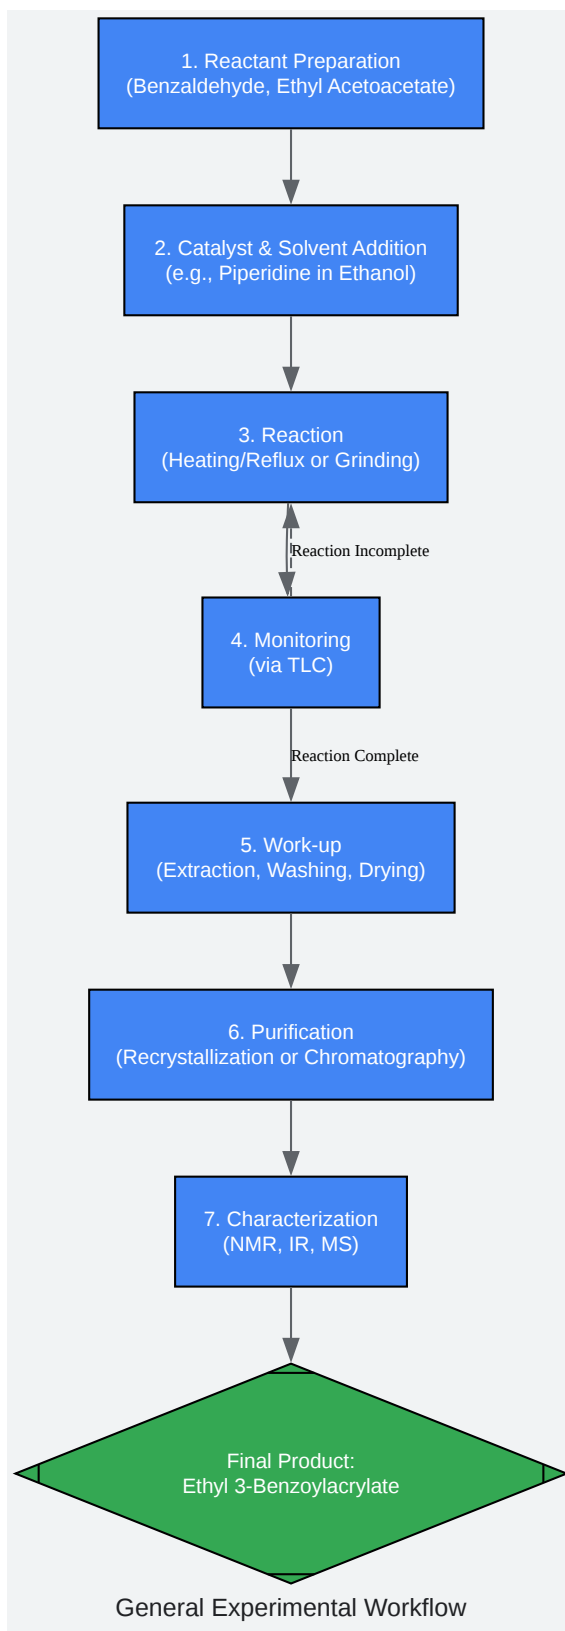 1. Reactant Preparation
(Benzaldehyde, Ethyl Acetoacetate)
2. Catalyst & Solvent Addition
(e.g., Piperidine in Ethanol)
3. Reaction
(Heating/Reflux or Grinding)
Reaction Incomplete
4. Monitoring
(via TLC)
Reaction Complete
5. Work-up
(Extraction, Washing, Drying)
6. Purification
(Recrystallization or Chromatography)
7. Characterization
(NMR, IR, MS)
Final Product:
Ethyl 3-Benzoylacrylate
General Experimental Workflow